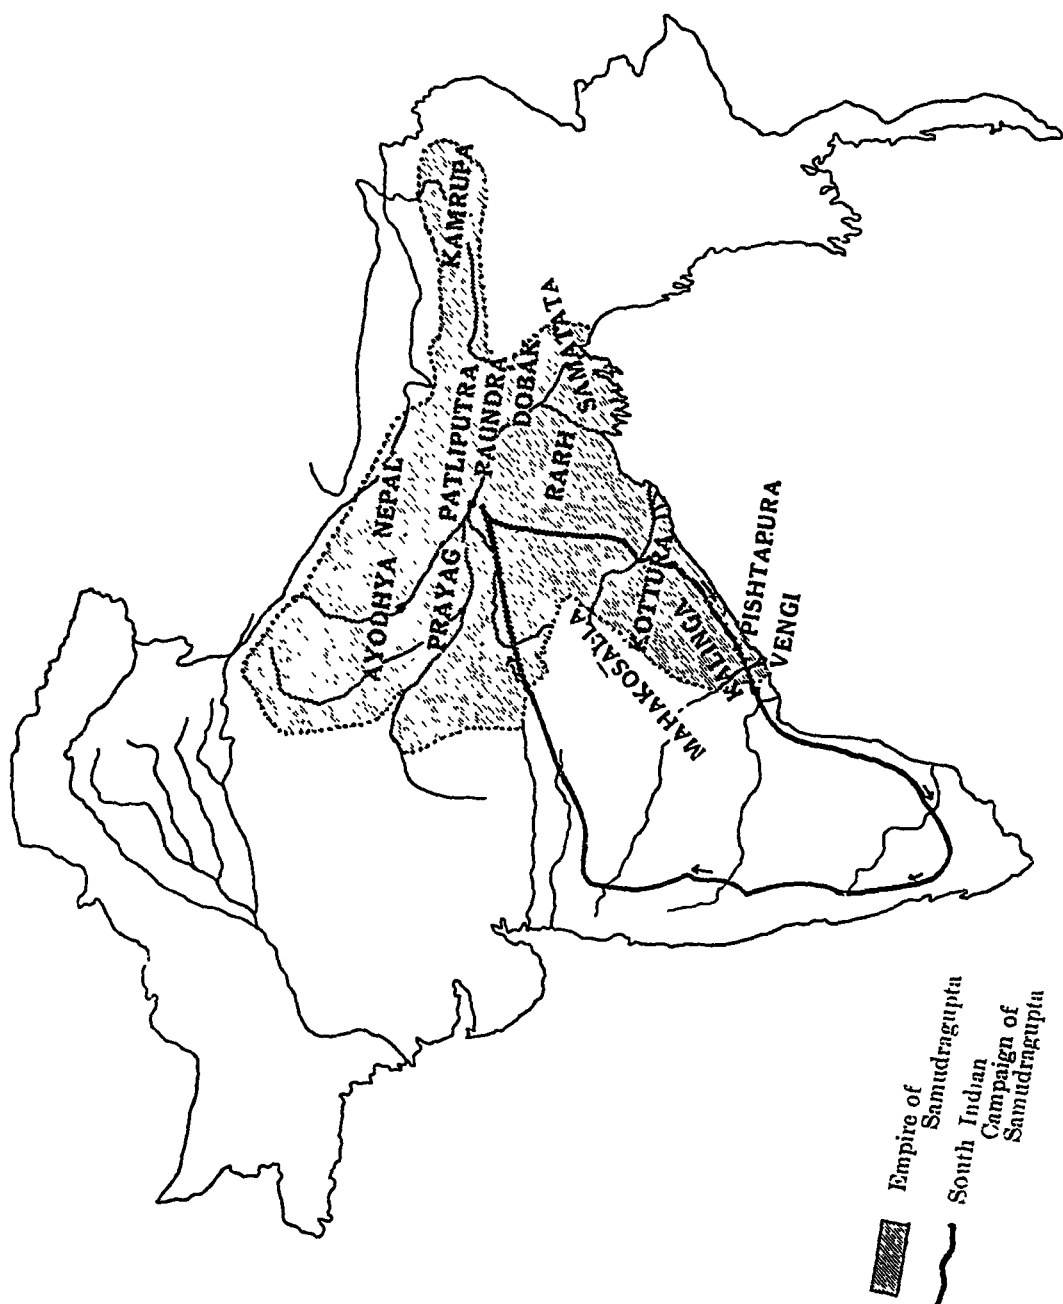 KAMRUPA
NEPAL
AYODHYA
PATLIPUTRA
PRAYAG
PAUNDRA
DOBAK
SAMATATA
RARH
KOTTURA
MAHAKOSALLA
KALINGA
PISHTAPURA
VENGI
Empire of
Samudragupta
South Indian
Campaign of
Samudragupta